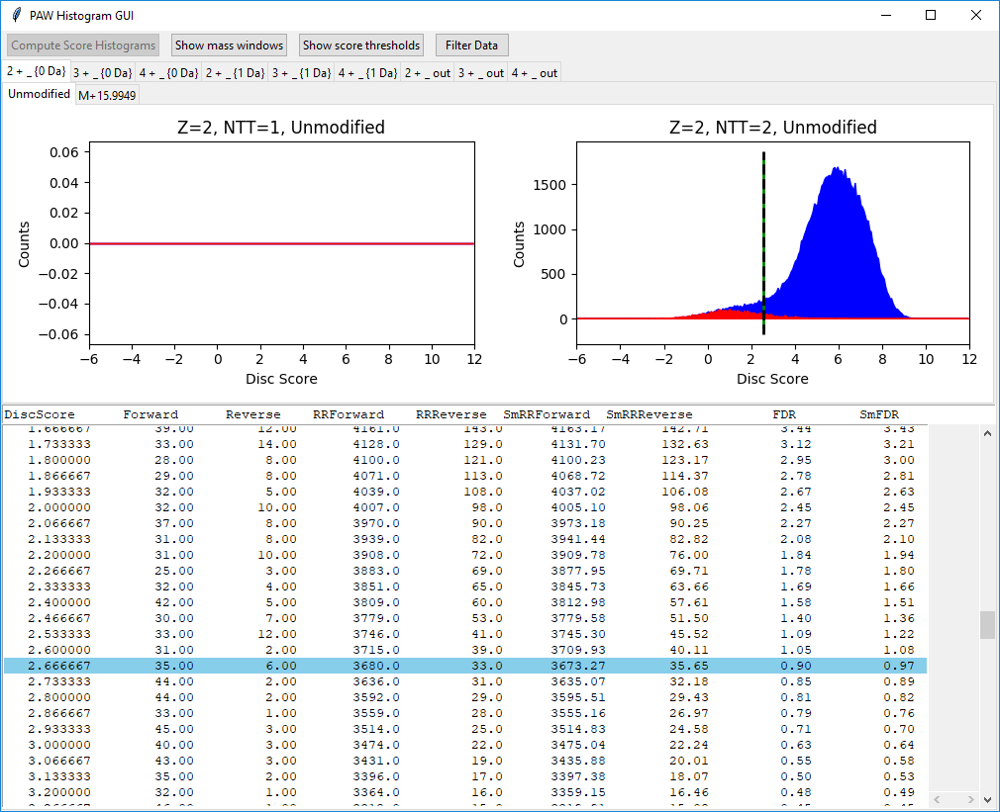 PAW Histogram GUI
Compute Score Histograms Show mass windows Show score thresholds Filter Data
2 + _ {0 Da} 3 + _ {0 Da} 4 + _ {0 Da} 2 + _ {1 Da} 3 + _ {1 Da} 4 + _ {1 Da} 2 + _ out 3 + _ out 4 + _ out
Unmodified M+15.9949
Z=2, NTT=1, Unmodified
0.06
0.04
0.02
0.00
−0.02
−0.04
−0.06
Counts
−6 −4 −2 0 2 4 6 8 10 12
Disc Score
Z=2, NTT=2, Unmodified
1500
1000
500
0
Counts
−6 −4 −2 0 2 4 6 8 10 12
Disc Score
DiscScore Forward Reverse RRForward RRReverse SmRRForward SmRRReverse FDR SmFDR
1.666667 39.00 12.00 4161.0 143.0 4163.17 142.71 3.44 3.43
1.733333 33.00 14.00 4128.0 129.0 4131.70 132.63 3.12 3.21
1.800000 28.00 8.00 4100.0 121.0 4100.23 123.17 2.95 3.00
1.866667 29.00 8.00 4071.0 113.0 4068.72 114.37 2.78 2.81
1.933333 32.00 5.00 4039.0 108.0 4037.02 106.08 2.67 2.63
2.000000 32.00 10.00 4007.0 98.0 4005.10 98.06 2.45 2.45
2.066667 37.00 8.00 3970.0 90.0 3973.18 90.25 2.27 2.27
2.133333 31.00 8.00 3939.0 82.0 3941.44 82.82 2.08 2.10
2.200000 31.00 10.00 3908.0 72.0 3909.78 76.00 1.84 1.94
2.266667 25.00 3.00 3883.0 69.0 3877.95 69.71 1.78 1.80
2.333333 32.00 4.00 3851.0 65.0 3845.73 63.66 1.69 1.66
2.400000 42.00 5.00 3809.0 60.0 3812.98 57.61 1.58 1.51
2.466667 30.00 7.00 3779.0 53.0 3779.58 51.50 1.40 1.36
2.533333 33.00 12.00 3746.0 41.0 3745.30 45.52 1.09 1.22
2.600000 31.00 2.00 3715.0 39.0 3709.93 40.11 1.05 1.08
2.666667 35.00 6.00 3680.0 33.0 3673.27 35.65 0.90 0.97
2.733333 44.00 2.00 3636.0 31.0 3635.07 32.18 0.85 0.89
2.800000 44.00 2.00 3592.0 29.0 3595.51 29.43 0.81 0.82
2.866667 33.00 1.00 3559.0 28.0 3555.16 26.97 0.79 0.76
2.933333 45.00 3.00 3514.0 25.0 3514.83 24.58 0.71 0.70
3.000000 40.00 3.00 3474.0 22.0 3475.04 22.24 0.63 0.64
3.066667 43.00 3.00 3431.0 19.0 3435.88 20.01 0.55 0.58
3.133333 35.00 2.00 3396.0 17.0 3397.38 18.07 0.50 0.53
3.200000 32.00 1.00 3364.0 16.0 3359.15 16.46 0.48 0.49